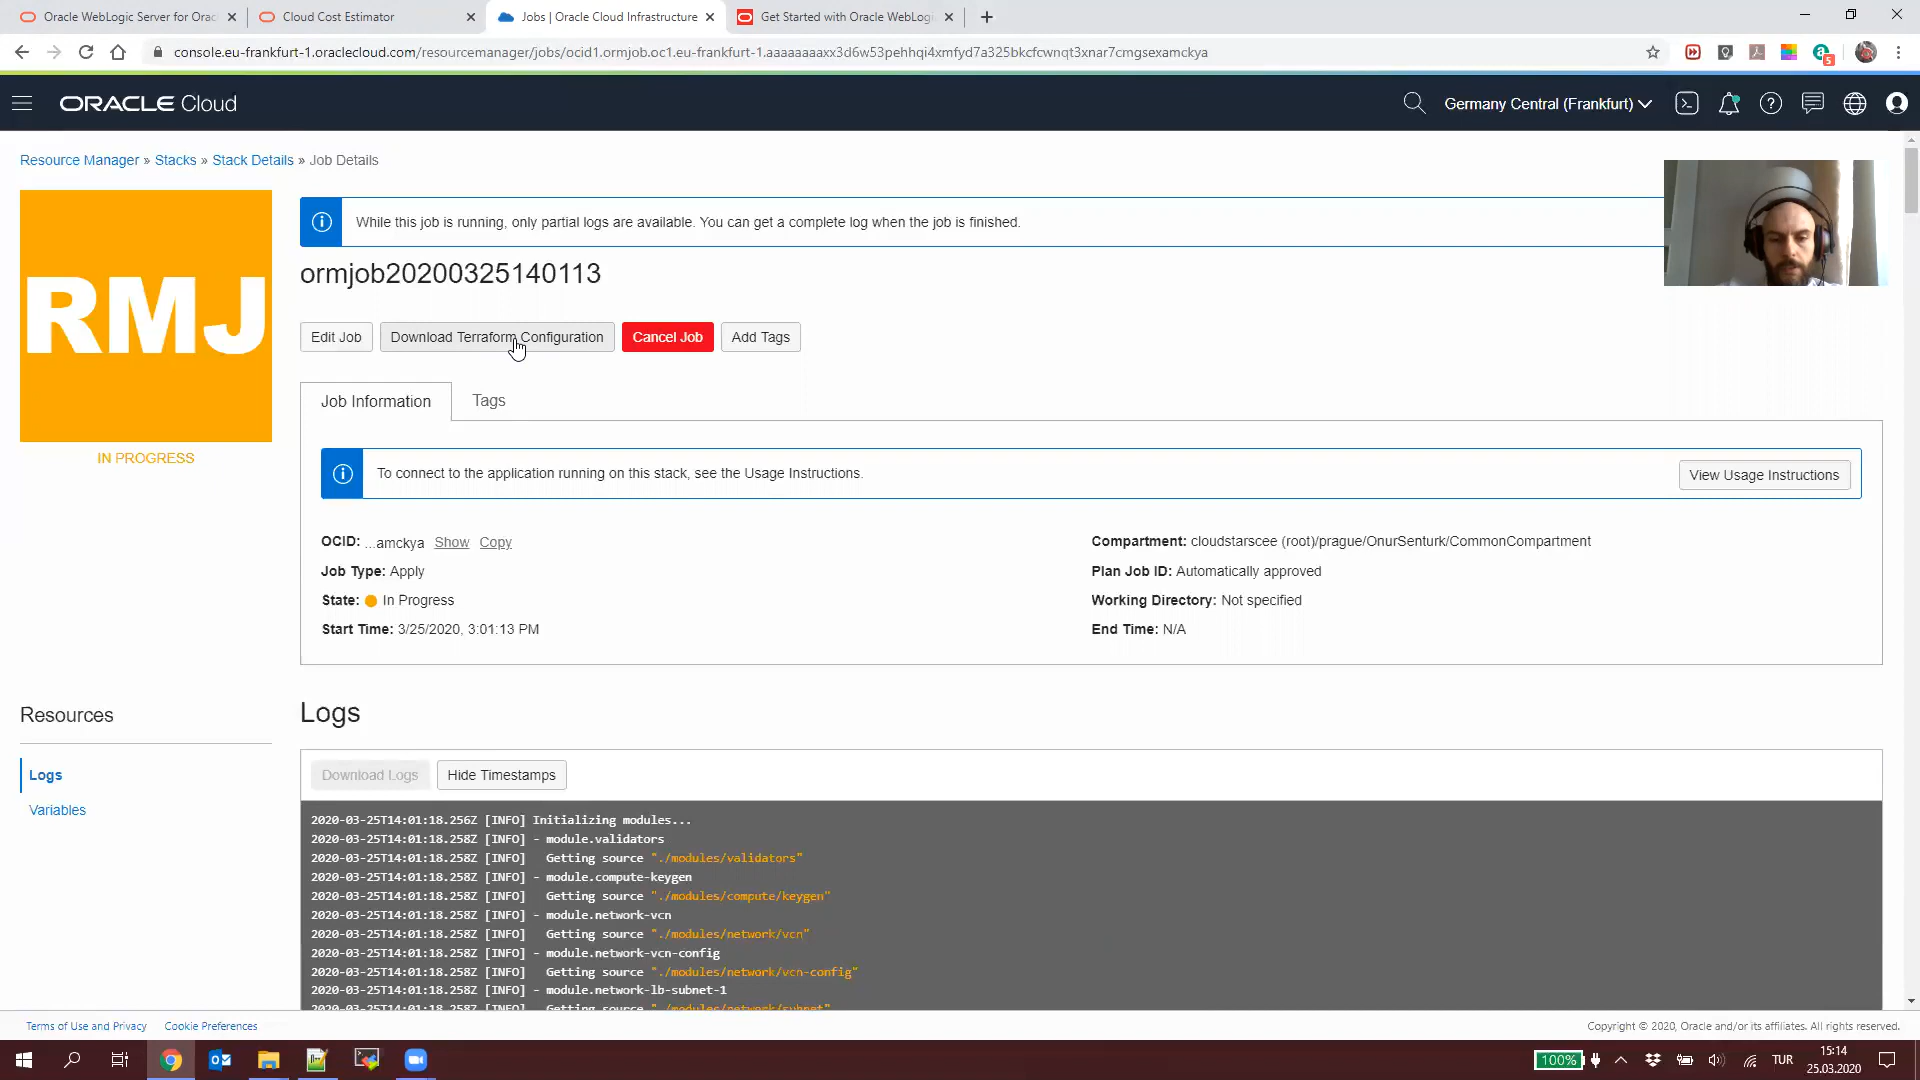 Oracle WebLogic Server for Orac
Cloud Cost Estimator
Jobs | Oracle Cloud Infrastructure
Get Started with Oracle WebLogi
console.eu-frankfurt-1.oraclecloud.com/resourcemanager/jobs/ocid1.ormjob.oc1.eu-frankfurt-1.aaaaaaaaxx3d6w53pehhqi4xmfyd7a325bkcfcwnqt3xnar7cmgsexamckya
5
ORACLE Cloud
Germany Central (Frankfurt)
Resource Manager » Stacks » Stack Details » Job Details
RMJ
IN PROGRESS
While this job is running, only partial logs are available. You can get a complete log when the job is finished.
ormjob20200325140113
Edit Job
Download Terraform Configuration
Cancel Job
Add Tags
Job Information
Tags
To connect to the application running on this stack, see the Usage Instructions.
View Usage Instructions
OCID: ...amckya Show Copy
Job Type: Apply
State: In Progress
Start Time: 3/25/2020, 3:01:13 PM
Compartment: cloudstarscee (root)/prague/OnurSenturk/CommonCompartment
Plan Job ID: Automatically approved
Working Directory: Not specified
End Time: N/A
Resources
Logs
Variables
Logs
Download Logs
Hide Timestamps
2020-03-25T14:01:18.256Z [INFO] Initializing modules...
2020-03-25T14:01:18.258Z [INFO] - module.validators
2020-03-25T14:01:18.258Z [INFO] Getting source "./modules/validators"
2020-03-25T14:01:18.258Z [INFO] - module.compute-keygen
2020-03-25T14:01:18.258Z [INFO] Getting source "./modules/compute/keygen"
2020-03-25T14:01:18.258Z [INFO] - module.network-vcn
2020-03-25T14:01:18.258Z [INFO] Getting source "./modules/network/vcn"
2020-03-25T14:01:18.258Z [INFO] - module.network-vcn-config
2020-03-25T14:01:18.258Z [INFO] Getting source "./modules/network/vcn-config"
2020-03-25T14:01:18.258Z [INFO] - module.network-lb-subnet-1
2020-03-25T14:01:18.258Z [INFO] Getting source "./modules/network/subnet"
Terms of Use and Privacy
Cookie Preferences
Copyright © 2020, Oracle and/or its affiliates. All rights reserved.
100%
TUR
15:14
25.03.2020